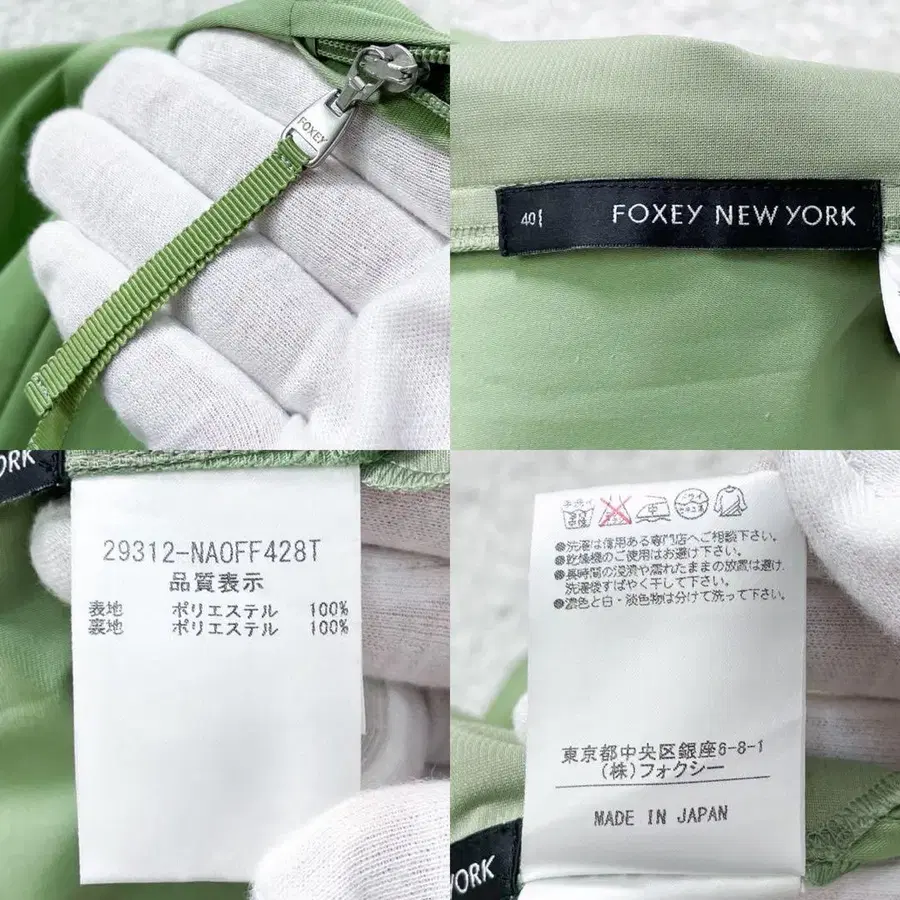 FOXEY
40
FOXEY NEW YORK
ORK
29312-NAOFF428T
品質表示
表地 ポリエステル 100%
裏地 ポリエステル 100%
●洗濯は信用ある専門店へご相談下さい。
●乾燥機のご使用はお避け下さい。
●長時間の浸漬や濡れたままの放置は避け、
洗濯後すばやく干して下さい。
●濃色と白・淡色物は分けて洗って下さい。
東京都中央区銀座6-8-1
(株)フォクシー
MADE IN JAPAN
YORK